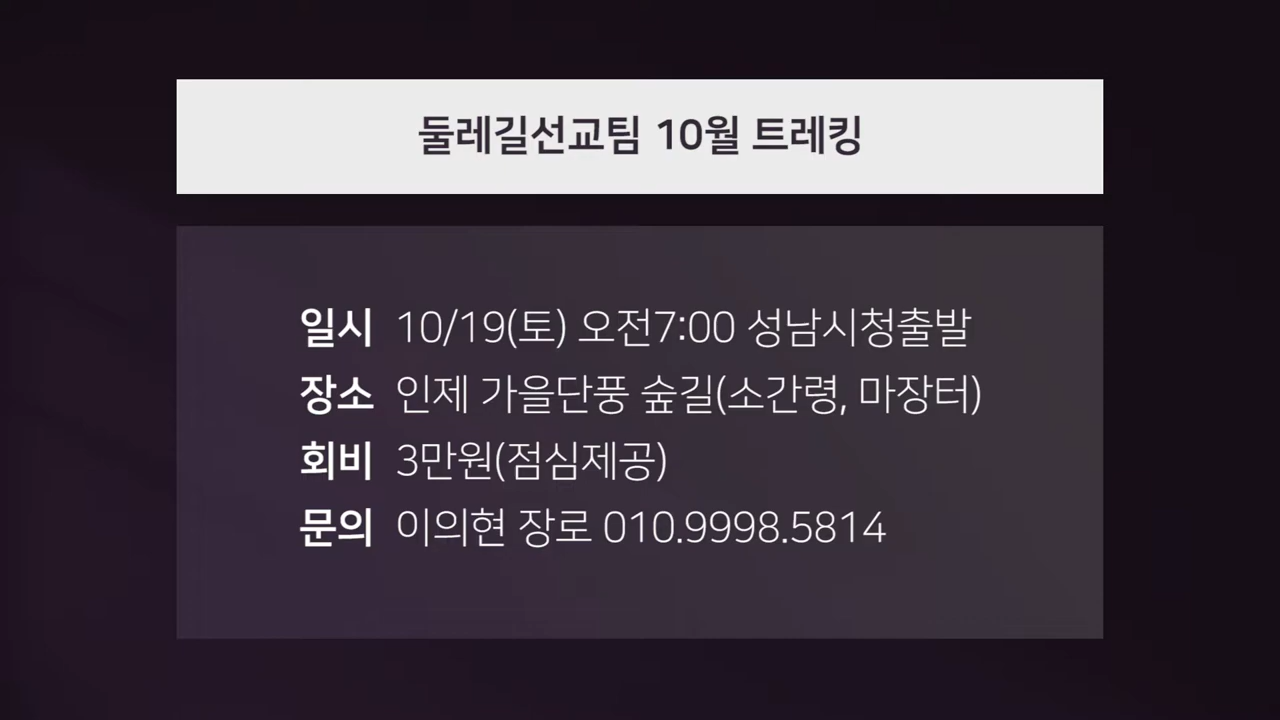 둘레길선교팀 10월 트레킹
일시 10/19(토) 오전7:00 성남시청출발
장소 인제 가을단풍 숲길(소간령, 마장터)
회비 3만원(점심제공)
문의 이의현 장로 010.9998.5814